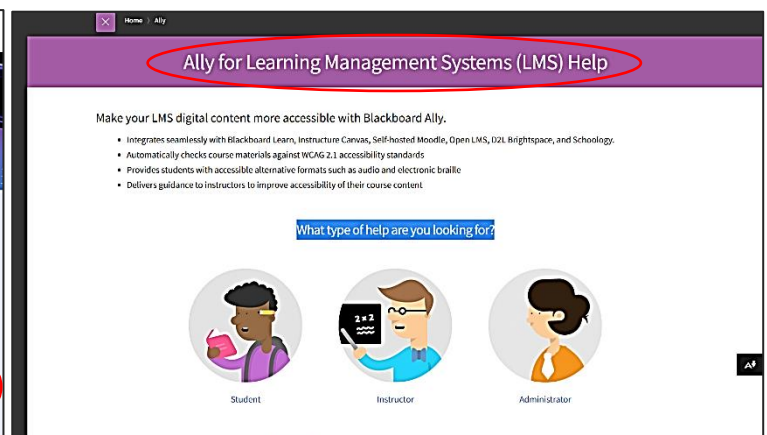 Home 〉 Ally
Ally for Learning Management Systems (LMS) Help
Make your LMS digital content more accessible with Blackboard Ally.
• Integrates seamlessly with Blackboard Learn, Instructure Canvas, Self-hosted Moodle, Open LMS, D2L Brightspace, and Schoology.
• Automatically checks course materials against WCAG 2.1 accessibility standards
• Provides students with accessible alternative formats such as audio and electronic braille
• Delivers guidance to instructors to improve accessibility of their course content
What type of help are you looking for?
2×2
Student Instructor Administrator
A